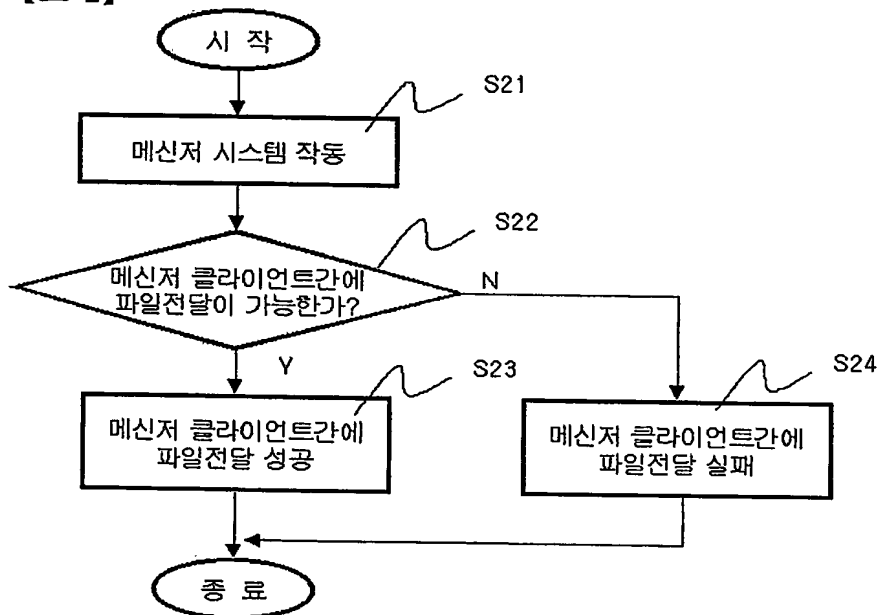 시 작
S21
메신저 시스템 작동
S22
메신저 클라이언트간에
파일전달이 가능한가?
N
Y
S23
메신저 클라이언트간에
파일전달 성공
S24
메신저 클라이언트간에
파일전달 실패
종 료